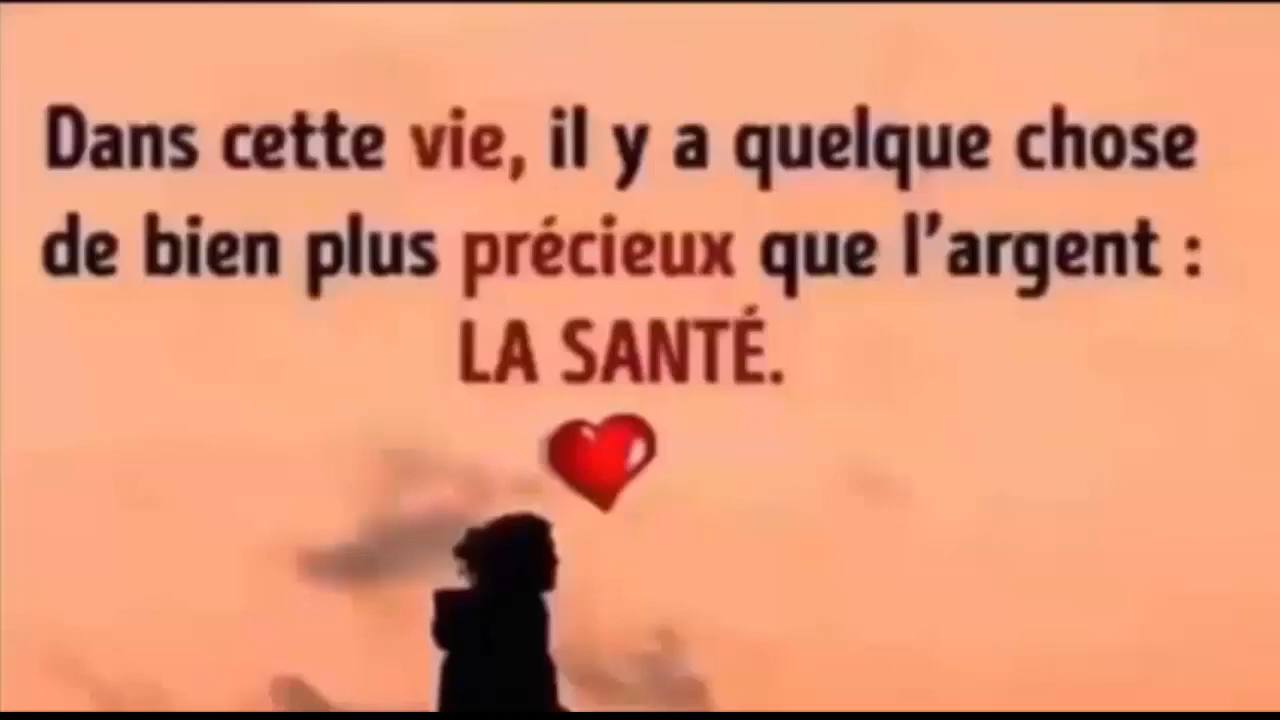 Dans cette vie, il y a quelque chose
de bien plus précieux que l'argent :
LA SANTÉ.